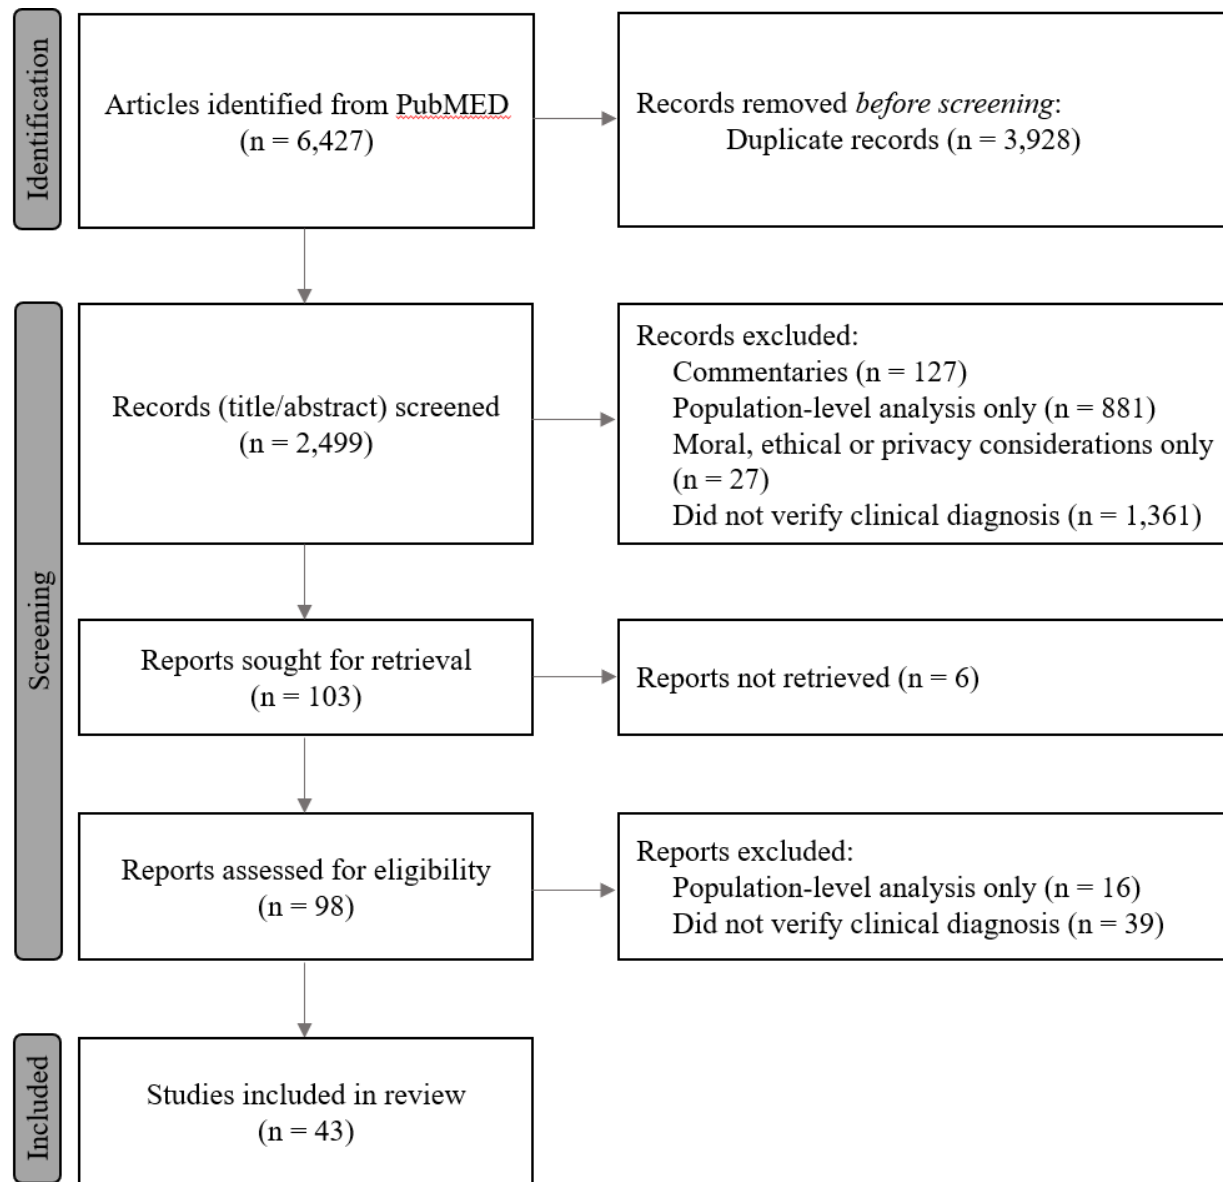 Identification
Articles identified from PubMED
(n = 6,427)
Records removed before screening:
Duplicate records (n = 3,928)
Screening
Records (title/abstract) screened
(n = 2,499)
Records excluded:
Commentaries (n = 127)
Population-level analysis only (n = 881)
Moral, ethical or privacy considerations only
(n = 27)
Did not verify clinical diagnosis (n = 1,361)
Reports sought for retrieval
(n = 103)
Reports not retrieved (n = 6)
Reports assessed for eligibility
(n = 98)
Reports excluded:
Population-level analysis only (n = 16)
Did not verify clinical diagnosis (n = 39)
Included
Studies included in review
(n = 43)